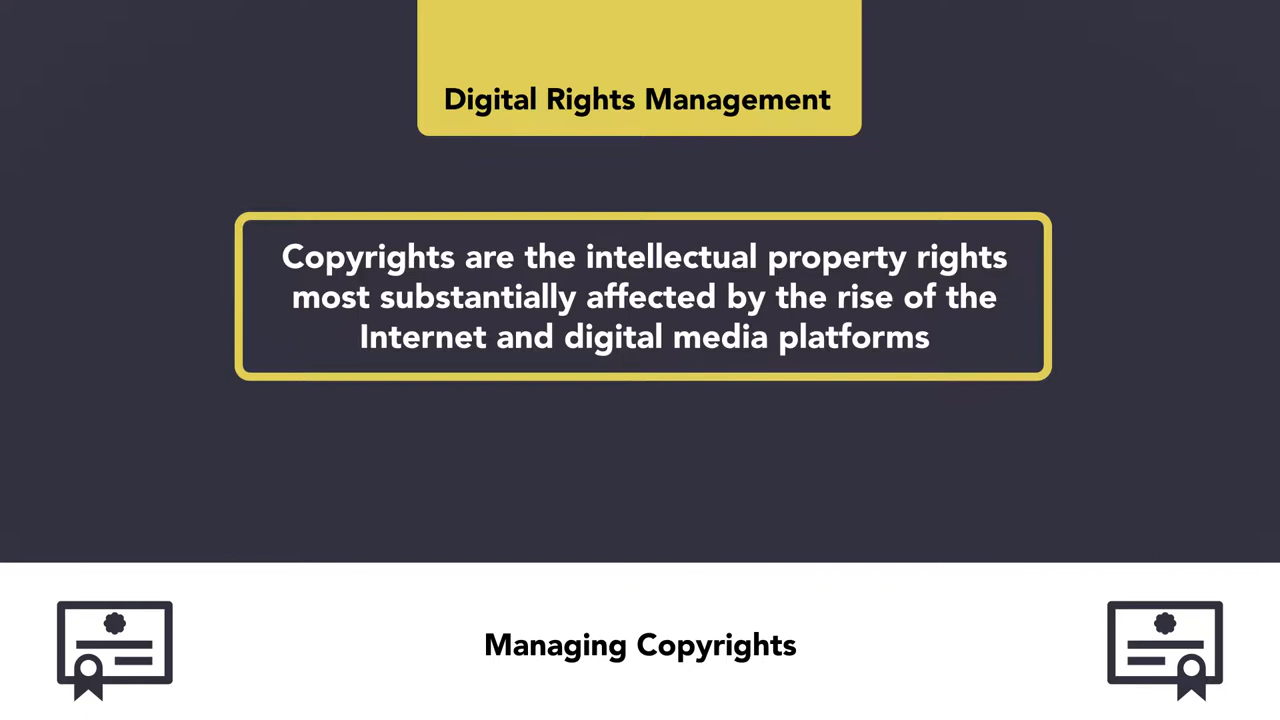 Digital Rights Management
Copyrights are the intellectual property rights
most substantially affected by the rise of the
Internet and digital media platforms
Managing Copyrights